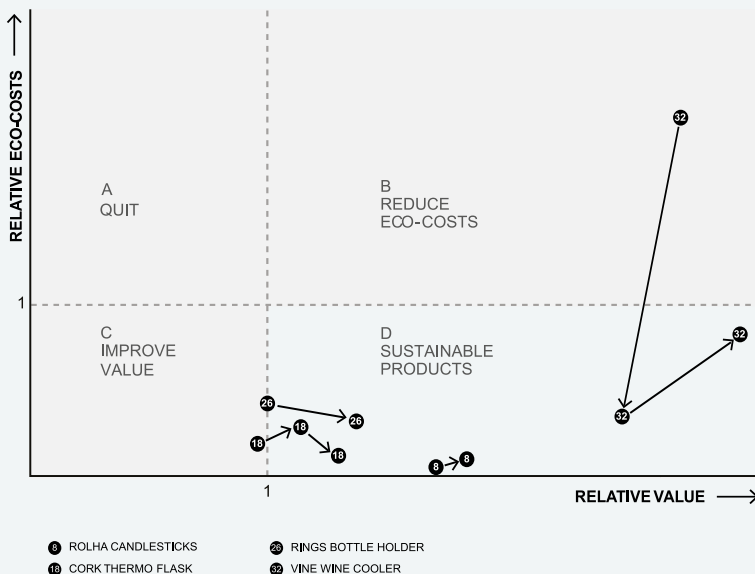 RELATIVE ECO-COSTS
32
A
QUIT
B
REDUCE
ECO-COSTS
1
C
IMPROVE
VALUE
D
SUSTAINABLE
PRODUCTS
32
26
26
32
18
18
18
8
8
1
RELATIVE VALUE
8 ROLHA CANDLESTICKS
26 RINGS BOTTLE HOLDER
18 CORK THERMO FLASK
32 VINE WINE COOLER